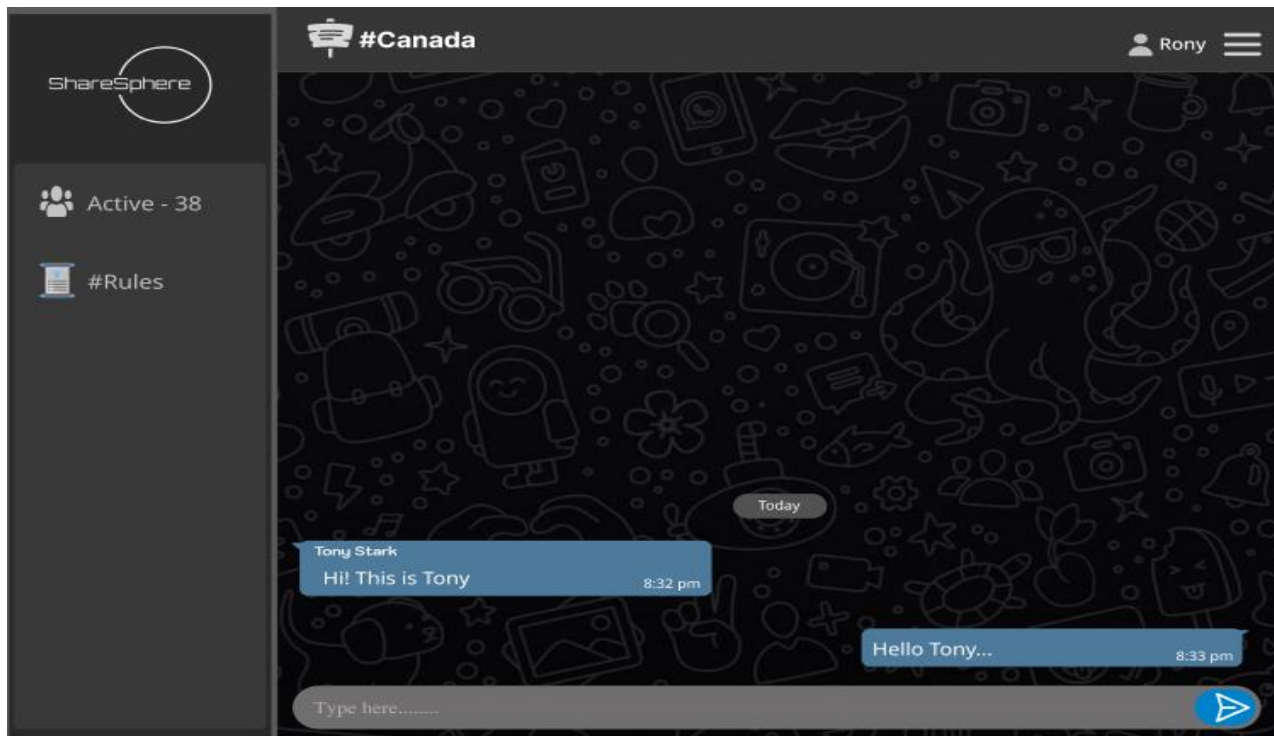 ShareSphere
Active - 38
#Rules
#Canada
Rony
Today
Tony Stark
Hi! This is Tony
8:32 pm
Hello Tony...
8:33 pm
Type here........